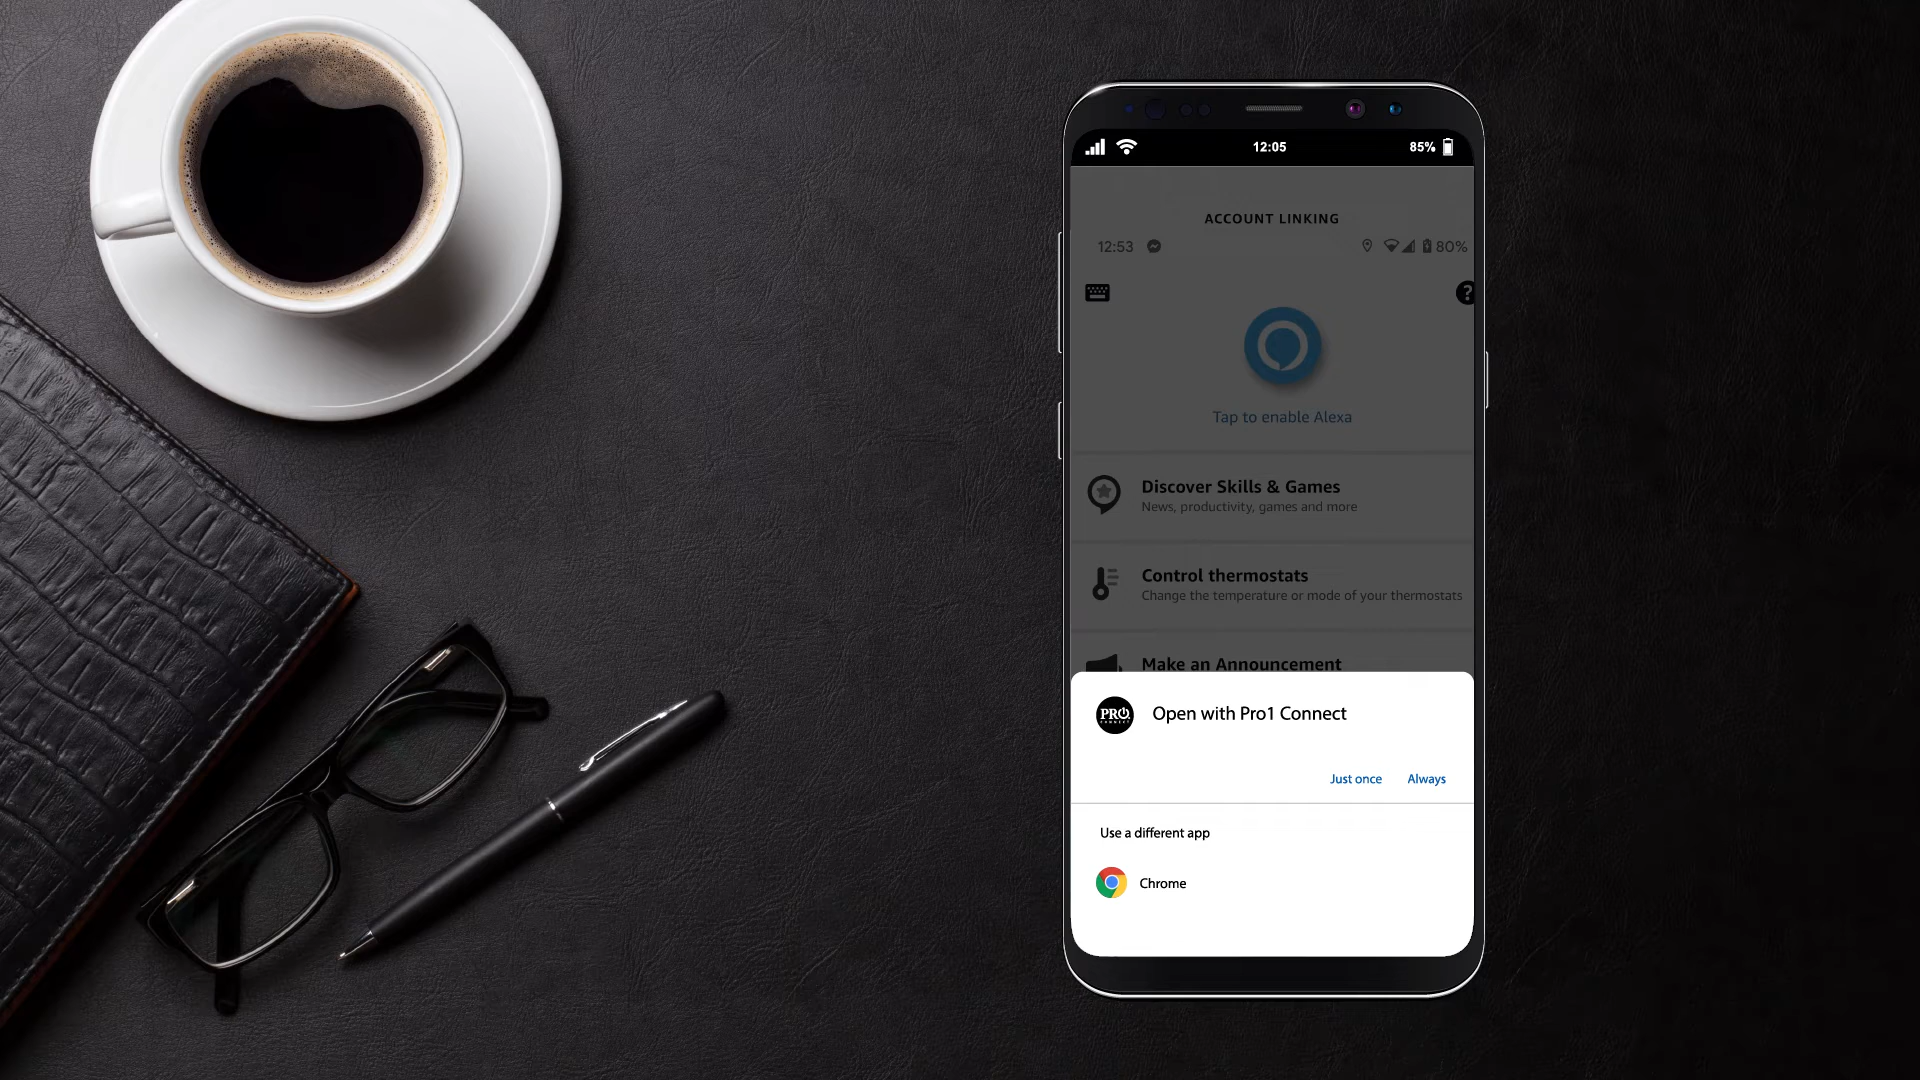 12:05
85%
ACCOUNT LINKING
12:53
80%
?
Tap to enable Alexa
Discover Skills & Games
News, productivity, games and more
Control thermostats
Change the temperature or mode of your thermostats
Make an Announcement
PRO
CONNECT
Open with Pro1 Connect
Just once
Always
Use a different app
Chrome